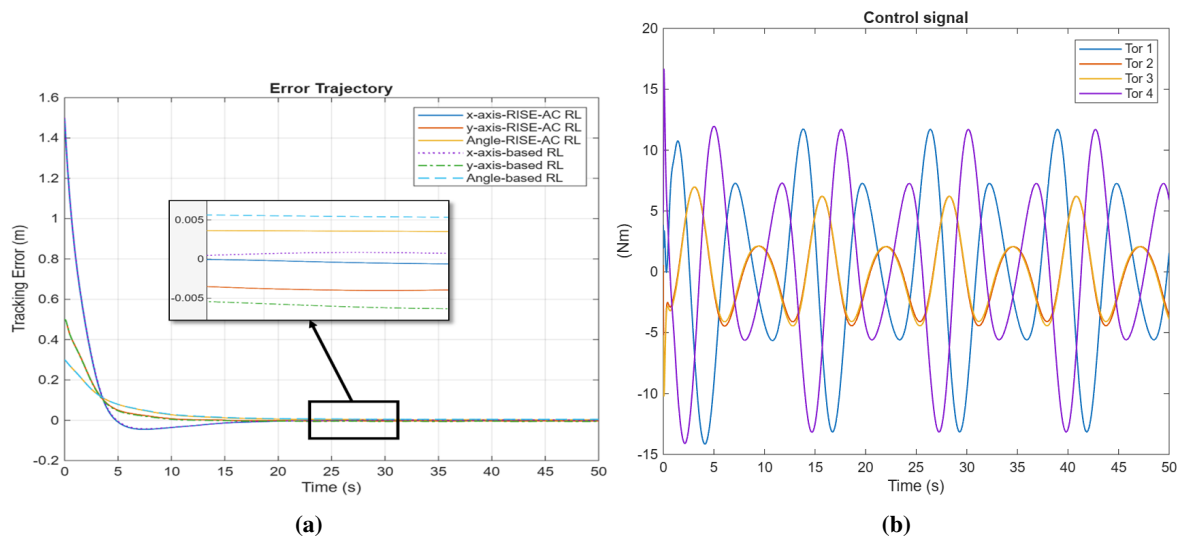 Error Trajectory
1.6
1.4
1.2
1
0.8
0.6
0.4
0.2
0
-0.2
Tracking Error (m)
x-axis-RISE-AC RL
y-axis-RISE-AC RL
Angle-RISE-AC RL
x-axis-based RL
y-axis-based RL
Angle-based RL
0.005
0
-0.005
0 5 10 15 20 25 30 35 40 45 50
Time (s)
(a)
Control signal
20
15
10
5
0
-5
-10
-15
(Nm)
Tor 1
Tor 2
Tor 3
Tor 4
0 5 10 15 20 25 30 35 40 45 50
Time (s)
(b)